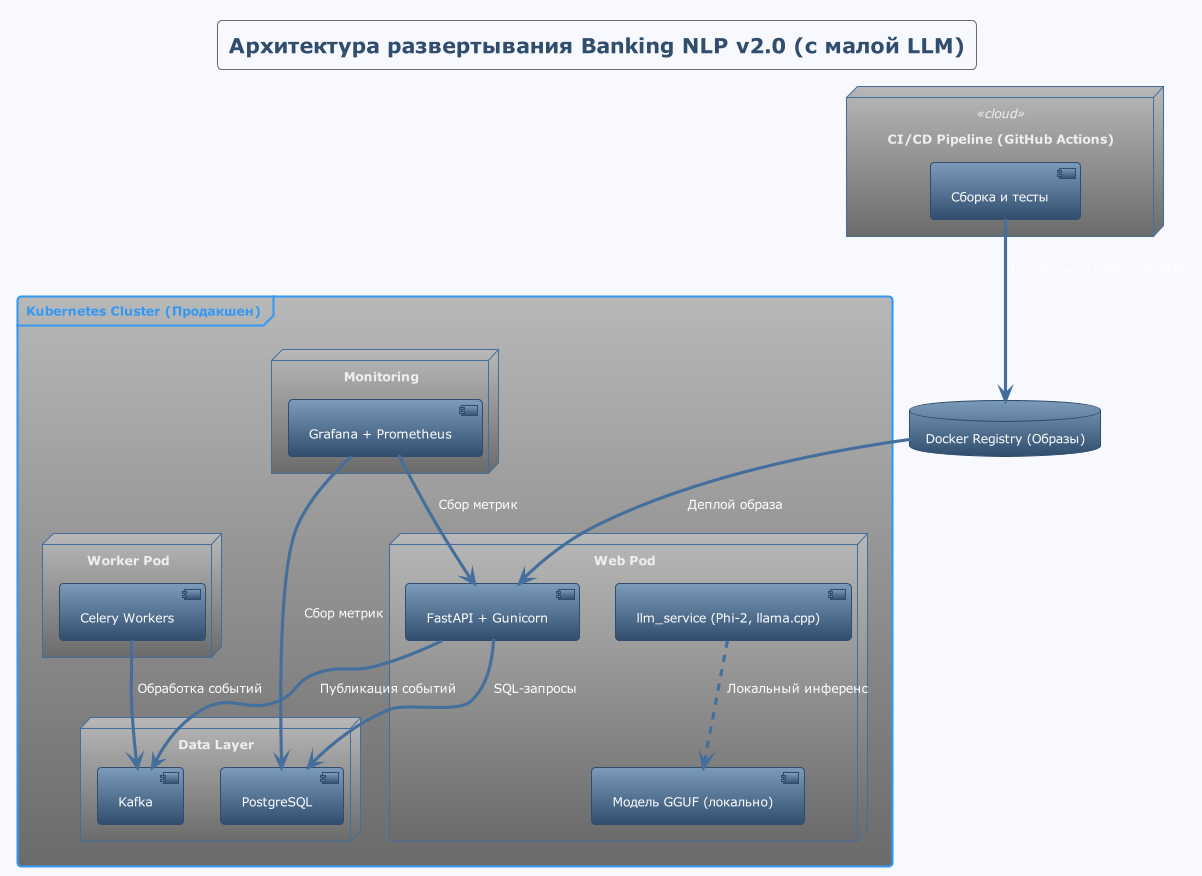 Архитектура развертывания Banking NLP v2.0 (с малой LLM)
«cloud»
CI/CD Pipeline (GitHub Actions)
Сборка и тесты
Публикация Docker-образа
Kubernetes Cluster (Продакшен)
Monitoring
Grafana + Prometheus
Docker Registry (Образы)
Сбор метрик
Деплой образа
Worker Pod
Web Pod
Celery Workers
Сбор метрик
FastAPI + Gunicorn
llm_service (Phi-2, llama.cpp)
Обработка событий
Публикация событий
SQL-запросы
Локальный инференс
Data Layer
Kafka
PostgreSQL
Модель GGUF (локально)